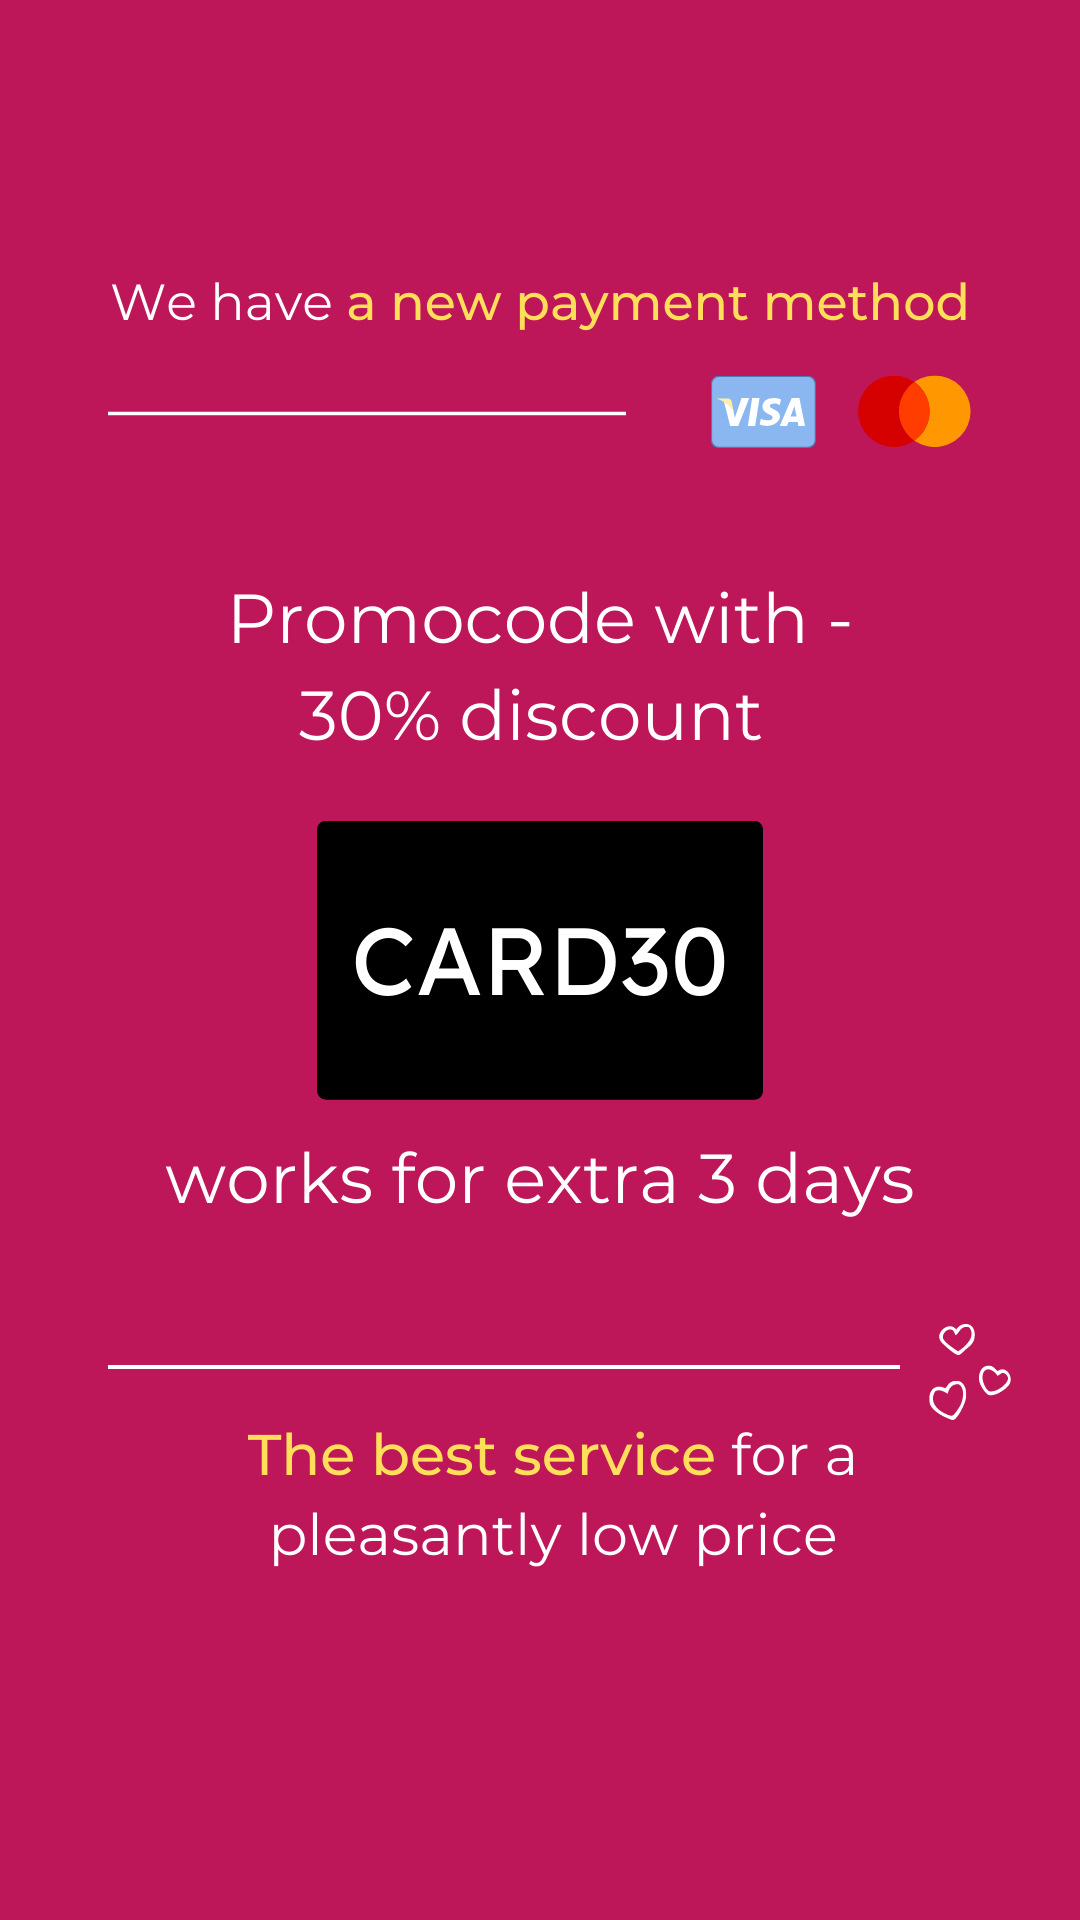 We have a new payment method
VISA
Promocode with -
30% discount
CARD30
works for extra 3 days
The best service for a
pleasantly low price